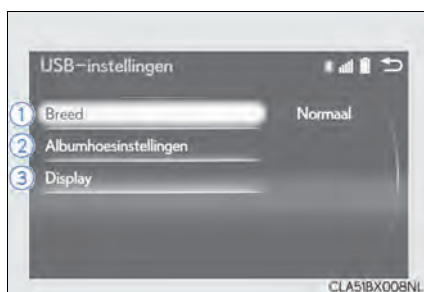 USB-instellingen
1 Breed Normaal
2 Albumhoesinstellingen
3 Display
CLA51BX008NL